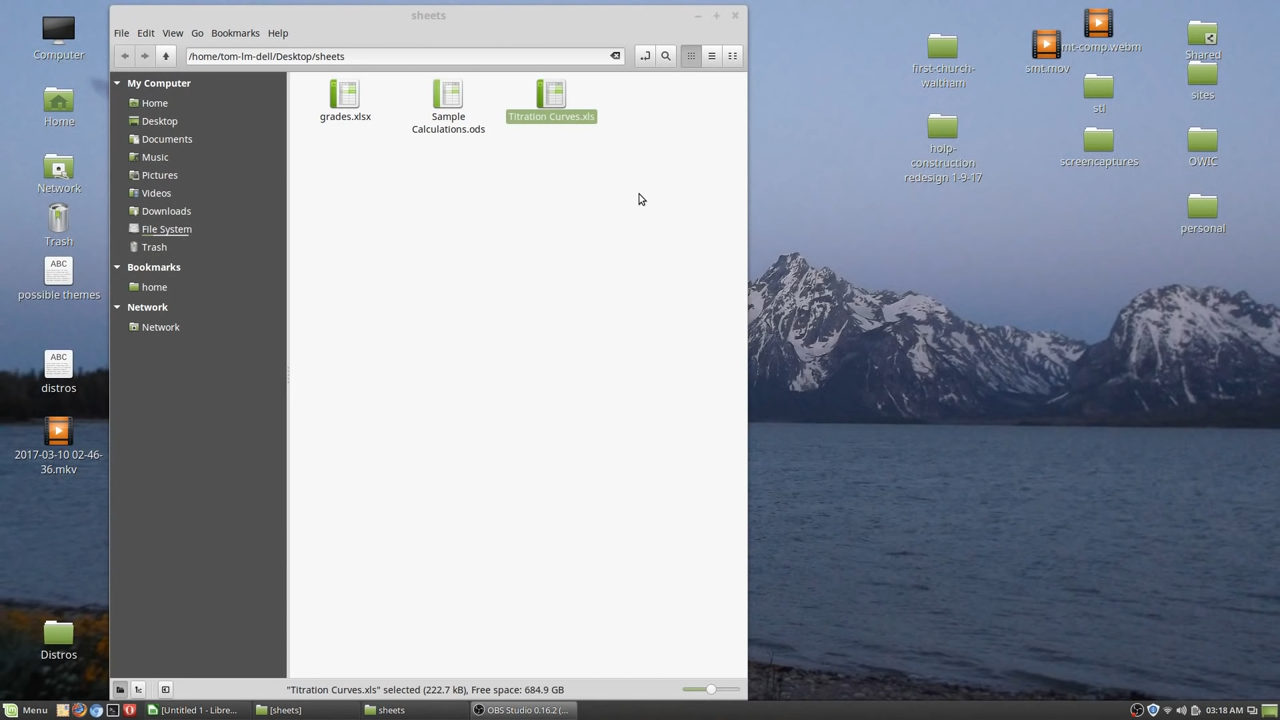 sheets
File Edit View Go Bookmarks Help
/home/tom-lm-dell/Desktop/sheets
My Computer
Home
Desktop
Documents
Music
Pictures
Videos
Downloads
File System
Trash
Bookmarks
home
Network
Network
grades.xlsx
Sample
Calculations.ods
Titration Curves.xls
"Titration Curves.xls" selected (222.7 kB), Free space: 684.9 GB
Computer
Home
Network
Trash
ABC
possible themes
ABC
distros
2017-03-10 02-46-
36.mkv
Distros
first-church-
waltham
holp-
construction
redesign 1-9-17
smt.mov
mt-comp.webm
stl
screencaptures
Shared
sites
OWIC
personal
Menu
[Untitled 1 - Libre...
[sheets]
sheets
OBS Studio 0.16.2 (...
03:18 AM